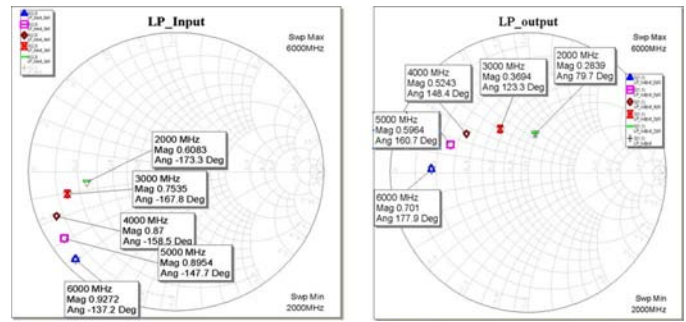 LP_Input
Swp Max
6000MHz
2000 MHz
Mag 0.6083
Ang -173.3 Deg
3000 MHz
Mag 0.7535
Ang -167.8 Deg
4000 MHz
Mag 0.87
Ang -158.5 Deg
5000 MHz
Mag 0.8954
Ang -147.7 Deg
6000 MHz
Mag 0.9272
Ang -137.2 Deg
Swp Min
2000MHz
LP_output
Swp Max
6000MHz
2000 MHz
Mag 0.2839
Ang 79.7 Deg
3000 MHz
Mag 0.3694
Ang 123.3 Deg
4000 MHz
Mag 0.5243
Ang 148.4 Deg
5000 MHz
Mag 0.5964
Ang 160.7 Deg
6000 MHz
Mag 0.701
Ang 177.9 Deg
Swp Min
2000MHz